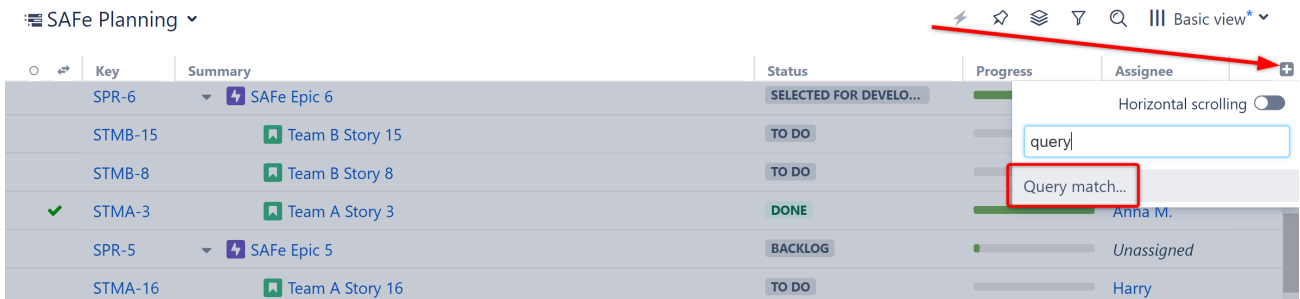 SAFe Planning
Basic view*
Key Summary Status Progress Assignee
SPR-6 SAFe Epic 6 SELECTED FOR DEVELO...
Horizontal scrolling
STMB-15 Team B Story 15 TO DO
query
STMB-8 Team B Story 8 TO DO
Query match...
STMA-3 Team A Story 3 DONE Anna M.
SPR-5 SAFe Epic 5 BACKLOG Unassigned
STMA-16 Team A Story 16 TO DO Harry